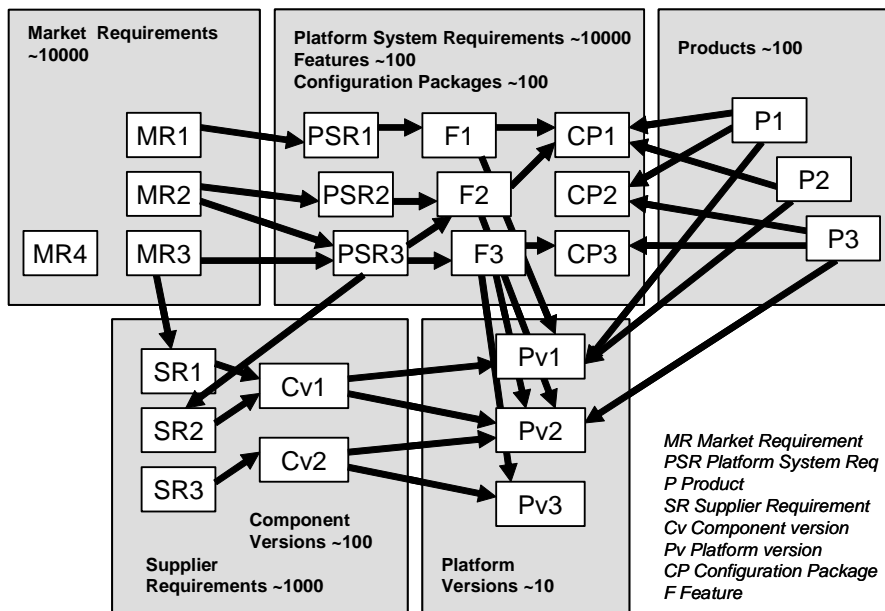 Market Requirements
~10000
Platform System Requirements ~10000
Features ~100
Configuration Packages ~100
Products ~100
MR1
PSR1
F1
CP1
P1
MR2
PSR2
F2
CP2
P2
MR4
MR3
PSR3
F3
CP3
P3
SR1
Cv1
Pv1
SR2
Pv2
SR3
Cv2
Pv3
Component
Versions ~100
Supplier
Requirements ~1000
Platform
Versions ~10
MR Market Requirement
PSR Platform System Req
P Product
SR Supplier Requirement
Cv Component version
Pv Platform version
CP Configuration Package
F Feature